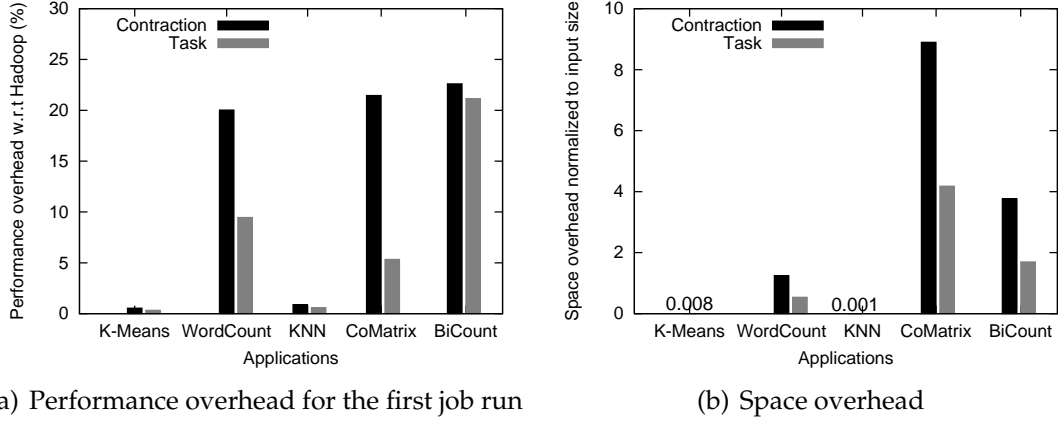 Performance overhead w.r.t Hadoop (%)
30
25
20
15
10
5
0
Contraction
Task
K-Means WordCount KNN CoMatrix BiCount
Applications
a) Performance overhead for the first job run
Space overhead normalized to input size
10
8
6
4
2
0
Contraction
Task
0.008
0.001
K-Means WordCount KNN CoMatrix BiCount
Applications
(b) Space overhead